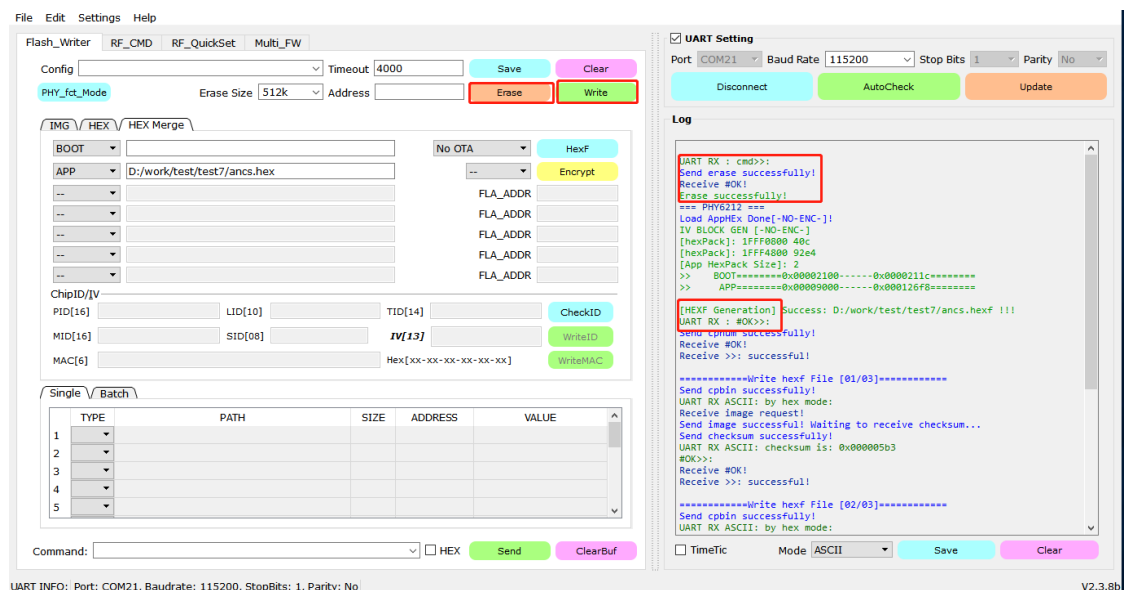 File Edit Settings Help
Flash_Writer RF_CMD RF_QuickSet Multi_FW
Config Timeout 4000 Save Clear
PHY_fct_Mode Erase Size 512k Address Erase Write
IMG HEX HEX Merge
BOOT No OTA HexF
APP D:/work/test/test7/ancs.hex -- Encrypt
-- FLA_ADDR
-- FLA_ADDR
-- FLA_ADDR
-- FLA_ADDR
-- FLA_ADDR
ChipID/IV
PID[16] LID[10] TID[14] CheckID
MID[16] SID[08] IV[13] WriteID
MAC[6] Hex[xx-xx-xx-xx-xx-xx] WriteMAC
Single Batch
TYPE PATH SIZE ADDRESS VALUE
1
2
3
4
5
Command: HEX Send ClearBuf
UART INFO: Port: COM21, Baudrate: 115200, StopBits: 1, Parity: No
UART Setting
Port COM21 Baud Rate 115200 Stop Bits 1 Parity No
Disconnect AutoCheck Update
Log
UART RX : cmd>>:
Send erase successfully!
Receive #OK!
Erase successfully!
=== PHY6212 ===
Load AppHEx Done[-NO-ENC-]!
IV BLOCK GEN [-NO-ENC-]
[hexPack]: 1FFF0800 40c
[hexPack]: 1FFF4800 92e4
[App HexPack Size]: 2
>> BOOT========0x00002100------0x0000211c========
>> APP========0x00009000------0x000126f8========
[HEXF Generation] Success: D:/work/test/test7/ancs.hexf !!!
UART RX : #OK>>:
Send cpnum successfully!
Receive #OK!
Receive >>: successful!
============Write hexf File [01/03]============
Send cpbin successfully!
UART RX ASCII: by hex mode:
Receive image request!
Send image successful! Waiting to receive checksum...
Send checksum successfully!
UART RX ASCII: checksum is: 0x000005b3
#OK>>:
Receive #OK!
Receive >>: successful!
============Write hexf File [02/03]============
Send cpbin successfully!
UART RX ASCII: by hex mode:
TimeTic Mode ASCII Save Clear
V2.3.8b